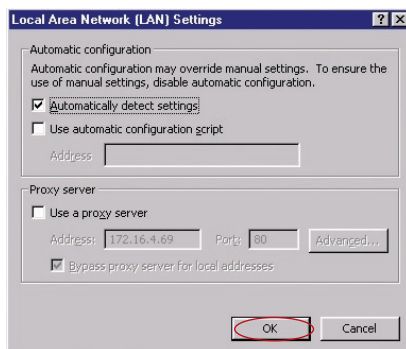 Local Area Network (LAN) Settings
Automatic configuration
Automatic configuration may override manual settings. To ensure the
use of manual settings, disable automatic configuration.
Automatically detect settings
Use automatic configuration script
Address
Proxy server
Use a proxy server
Address: 172.16.4.69 Port: 80 Advanced...
Bypass proxy server for local addresses
OK Cancel